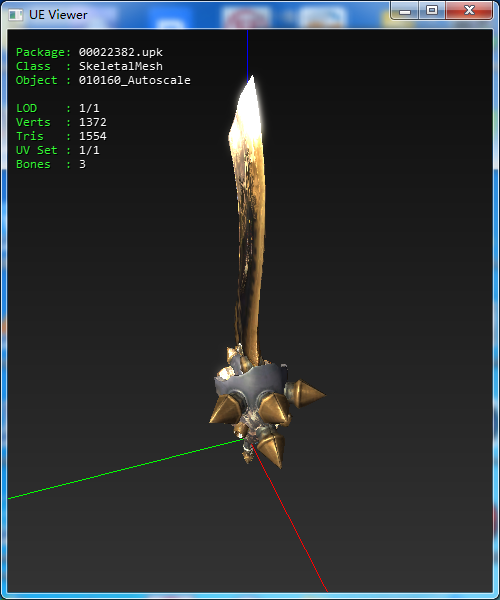 UE Viewer
Package: 00022382.upk
Class : SkeletalMesh
Object : 010160_Autoscale
LOD : 1/1
Verts : 1372
Tris : 1554
UV Set : 1/1
Bones : 3